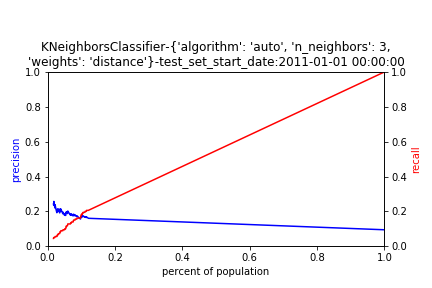 KNeighborsClassifier-{'algorithm': 'auto', 'n_neighbors': 3,
'weights': 'distance'}-test_set_start_date:2011-01-01 00:00:00
1.0
0.8
0.6
0.4
0.2
0.0
precision
1.0
0.8
0.6
0.4
0.2
0.0
recall
0.0 0.2 0.4 0.6 0.8 1.0
percent of population